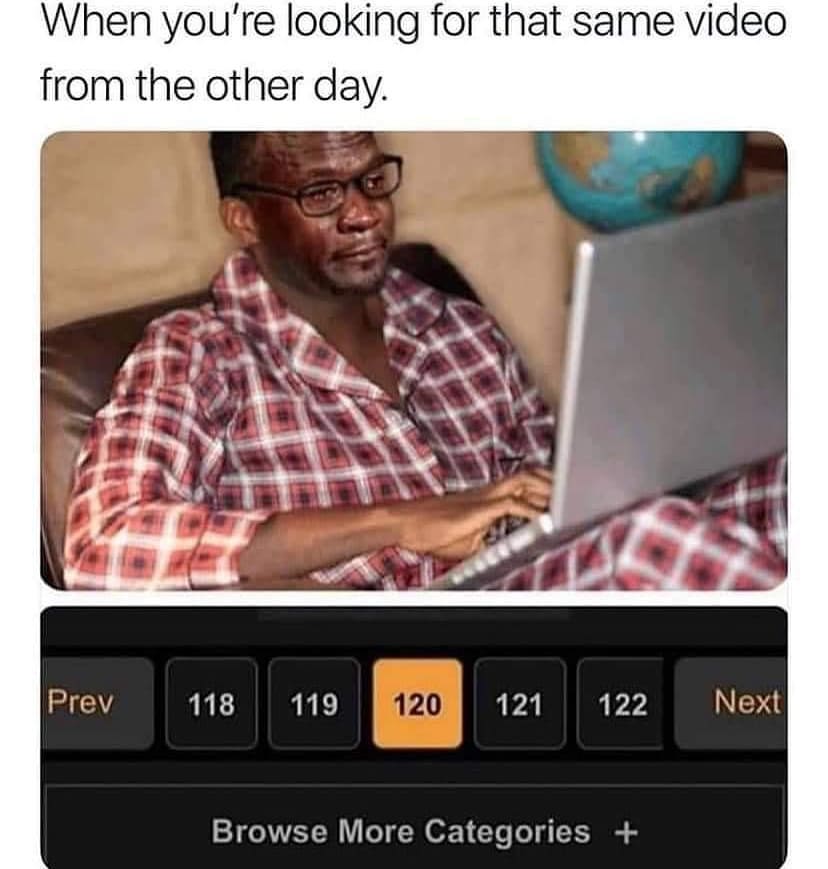 When you're looking for that same video
from the other day.
Prev 118 119 120 121 122 Next
Browse More Categories +